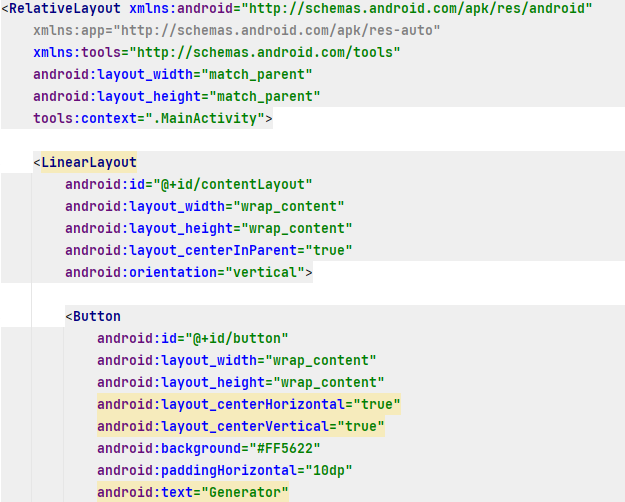 <RelativeLayout xmlns:android="http://schemas.android.com/apk/res/android"
    xmlns:app="http://schemas.android.com/apk/res-auto"
    xmlns:tools="http://schemas.android.com/tools"
    android:layout_width="match_parent"
    android:layout_height="match_parent"
    tools:context=".MainActivity">
    <LinearLayout
        android:id="@+id/contentLayout"
        android:layout_width="wrap_content"
        android:layout_height="wrap_content"
        android:layout_centerInParent="true"
        android:orientation="vertical">
        <Button
            android:id="@+id/button"
            android:layout_width="wrap_content"
            android:layout_height="wrap_content"
            android:layout_centerHorizontal="true"
            android:layout_centerVertical="true"
            android:background="#FF5622"
            android:paddingHorizontal="10dp"
            android:text="Generator"